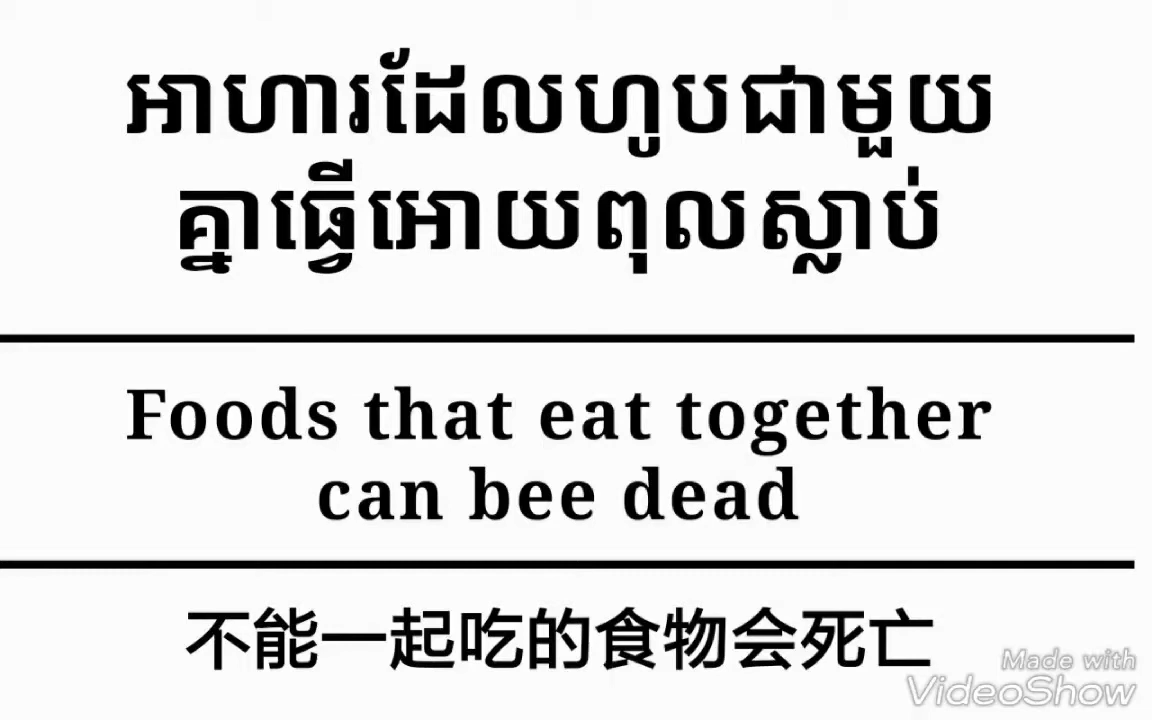 អាហារដែលហូបជាមួយ
គ្នាធ្វើអោយពុលស្លាប់
Foods that eat together
can bee dead
不能一起吃的食物会死亡
Made with
VideoShow